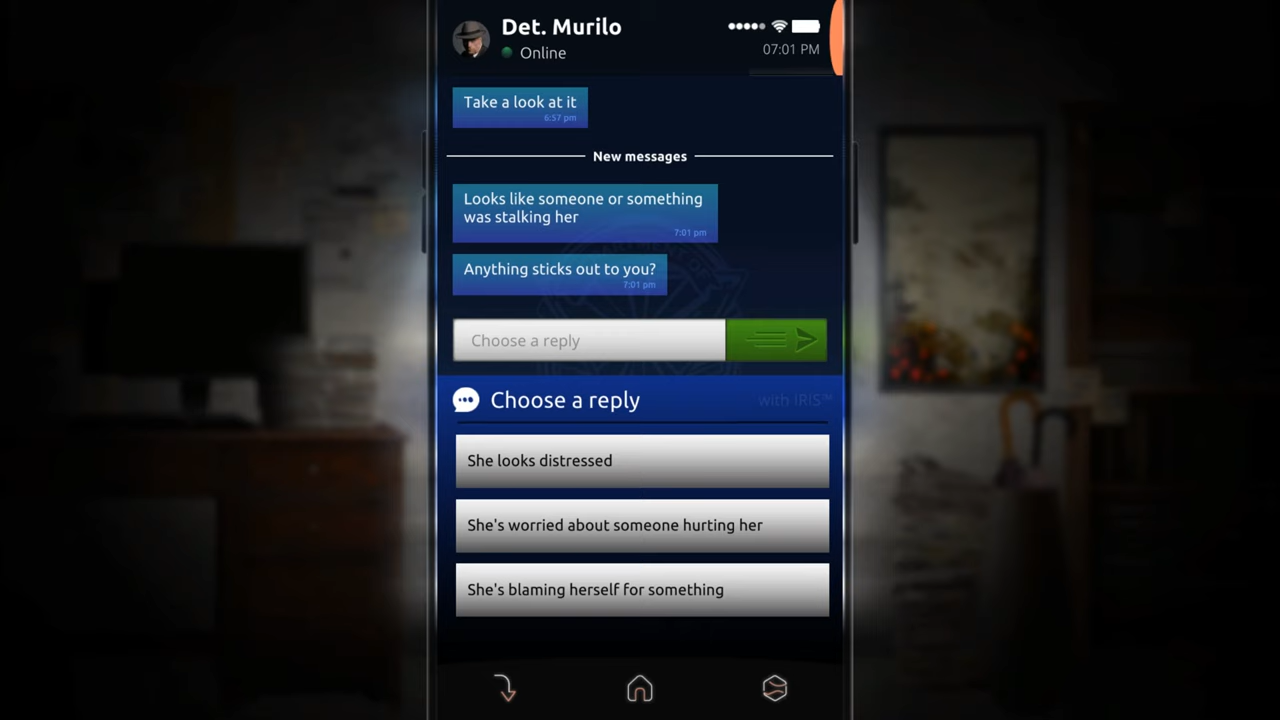 Det. Murilo
Online
07:01 PM
Take a look at it
6:57 pm
New messages
Looks like someone or something
was stalking her
7:01 pm
Anything sticks out to you?
7:01 pm
Choose a reply
Choose a reply
with IRIS™
She looks distressed
She's worried about someone hurting her
She's blaming herself for something